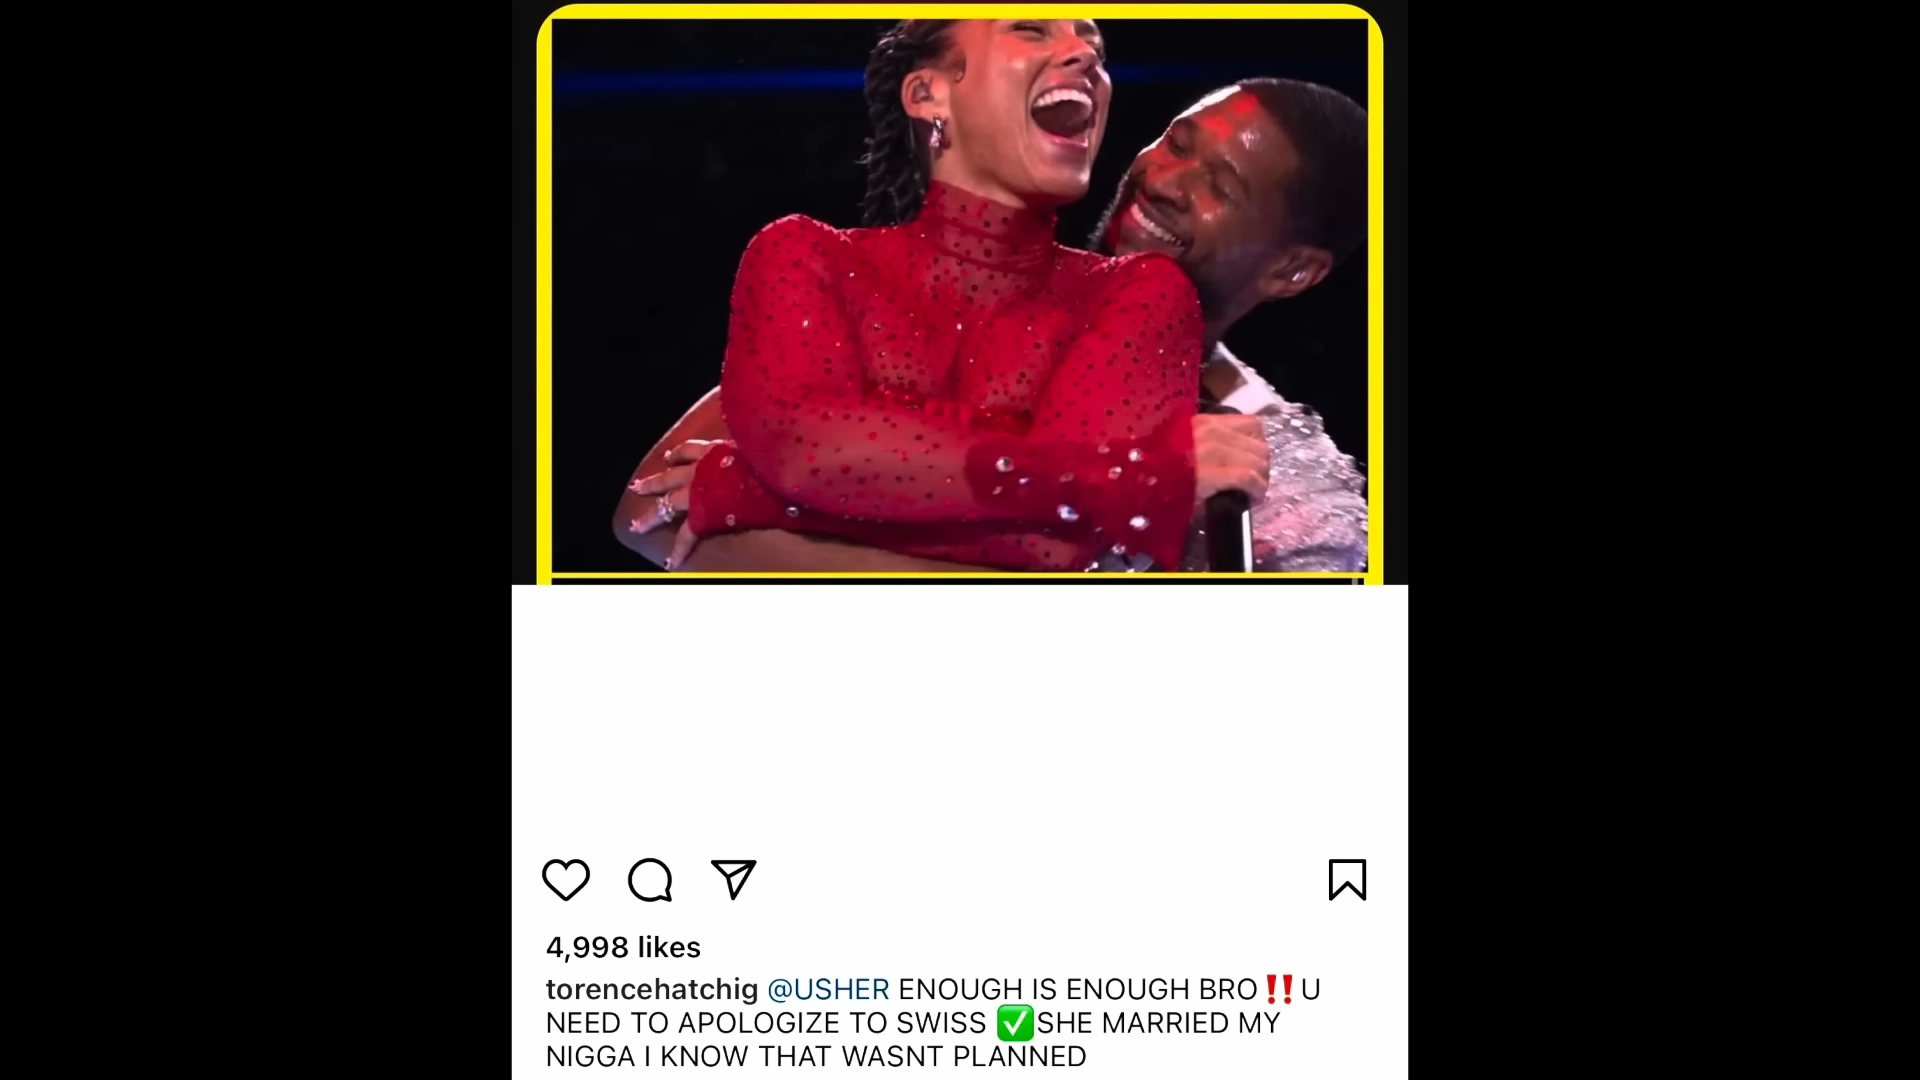 4,998 likes
torencehatchig @USHER ENOUGH IS ENOUGH BRO‼️U
NEED TO APOLOGIZE TO SWISS ✅SHE MARRIED MY
NIGGA I KNOW THAT WASNT PLANNED